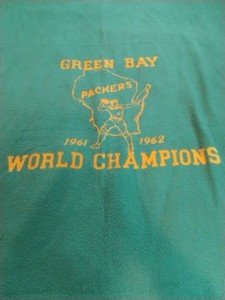 GREEN BAY
PACKERS
1961 1962
WORLD CHAMPIONS